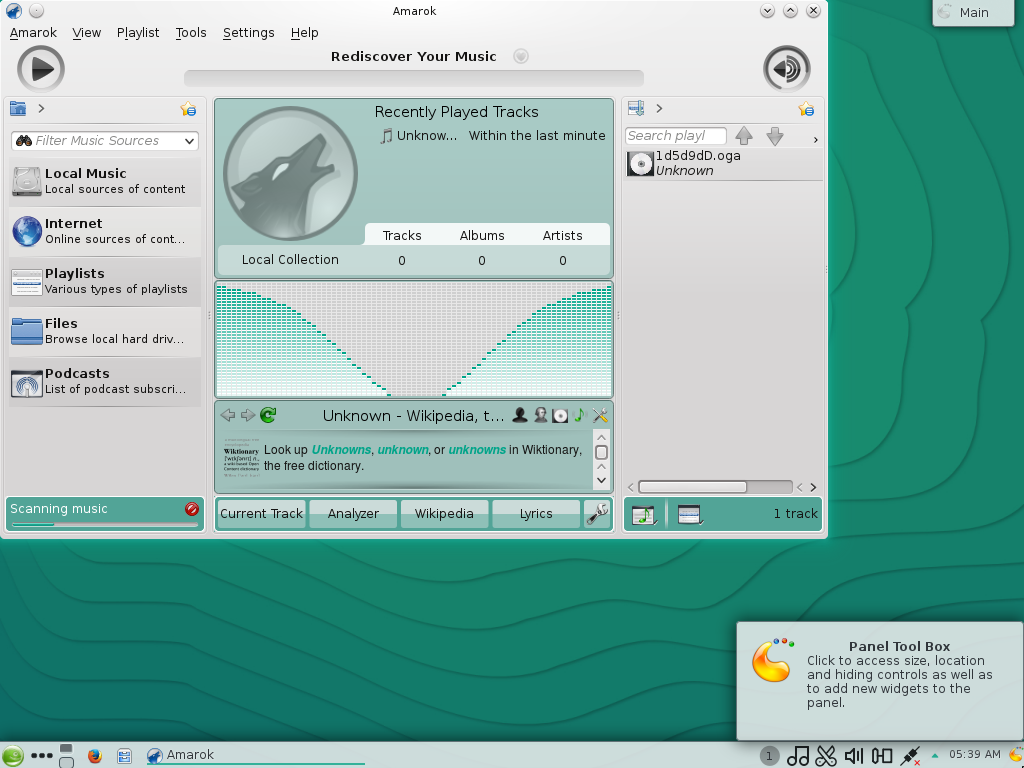 Amarok
Main
Amarok View Playlist Tools Settings Help
Rediscover Your Music
Filter Music Sources
Local Music
Local sources of content
Internet
Online sources of cont...
Playlists
Various types of playlists
Files
Browse local hard driv...
Podcasts
List of podcast subscri...
Scanning music
Recently Played Tracks
Unknow... Within the last minute
Tracks Albums Artists
Local Collection 0 0 0
Unknown - Wikipedia, t...
Wiktionary
Look up Unknowns, unknown, or unknowns in Wiktionary,
the free dictionary.
Current Track Analyzer Wikipedia Lyrics
Search playl
1d5d9dD.oga
Unknown
1 track
Panel Tool Box
Click to access size, location
and hiding controls as well as
to add new widgets to the
panel.
Amarok
1
05:39 AM